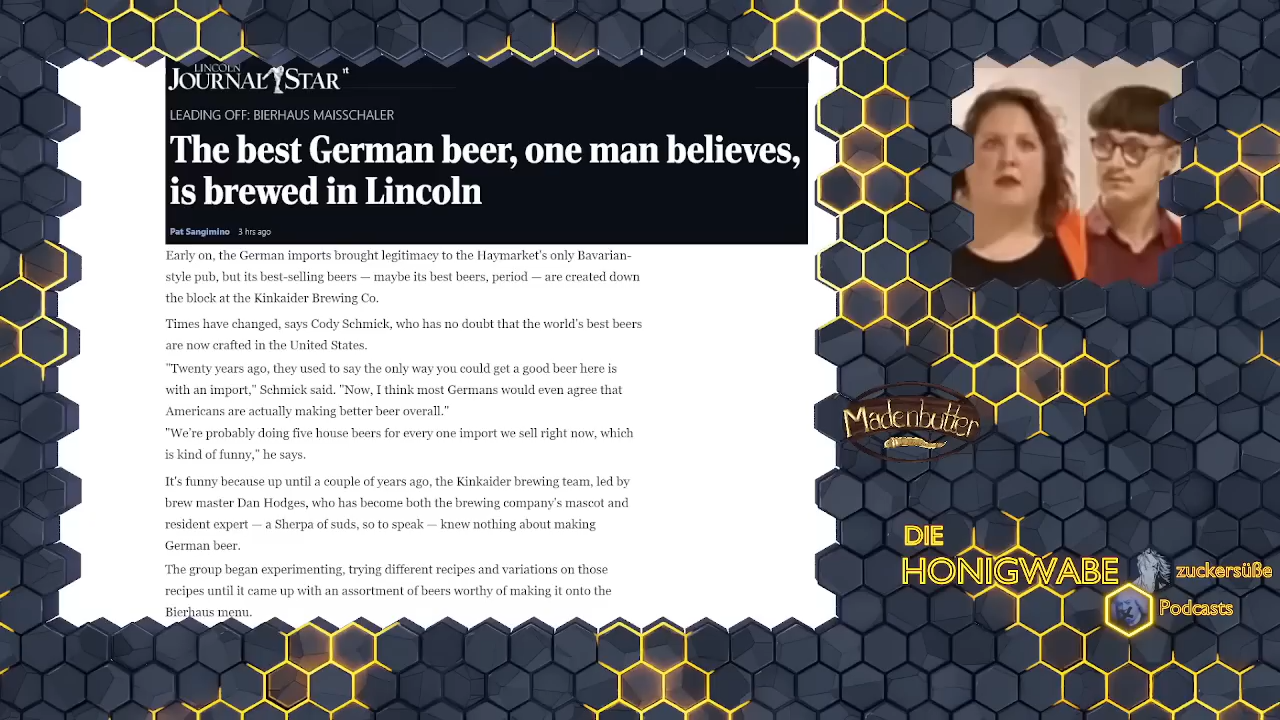 LINCOLN
JOURNAL STAR
LEADING OFF: BIERHAUS MAISSCHALER
The best German beer, one man believes,
is brewed in Lincoln
Pat Sangimino 3 hrs ago
Early on, the German imports brought legitimacy to the Haymarket's only Bavarian-
style pub, but its best-selling beers — maybe its best beers, period — are created down
the block at the Kinkaider Brewing Co.
Times have changed, says Cody Schmick, who has no doubt that the world's best beers
are now crafted in the United States.
"Twenty years ago, they used to say the only way you could get a good beer here is
with an import," Schmick said. "Now, I think most Germans would even agree that
Americans are actually making better beer overall."
"We're probably doing five house beers for every one import we sell right now, which
is kind of funny," he says.
It's funny because up until a couple of years ago, the Kinkaider brewing team, led by
brew master Dan Hodges, who has become both the brewing company's mascot and
resident expert — a Sherpa of suds, so to speak — knew nothing about making
German beer.
The group began experimenting, trying different recipes and variations on those
recipes until it came up with an assortment of beers worthy of making it onto the
Bierhaus menu.
Madenbutter
DIE
HONIGWABE
zuckersüße
Podcasts